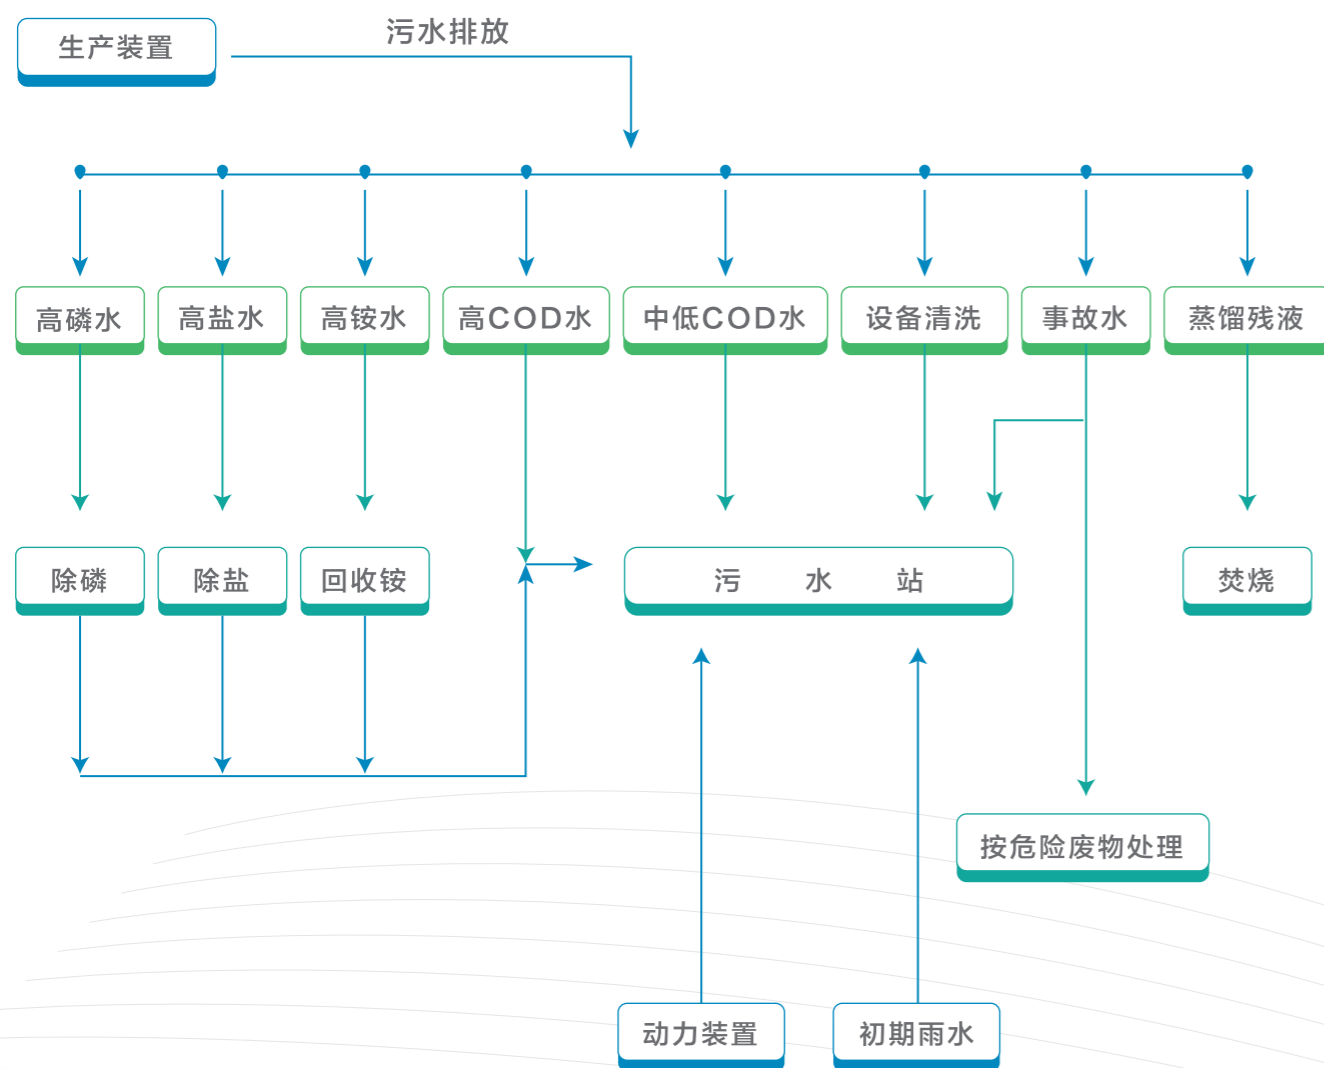 生产装置
污水排放
高磷水
高盐水
高铵水
高COD水
中低COD水
设备清洗
事故水
蒸馏残液
除磷
除盐
回收铵
污水站
焚烧
按危险废物处理
动力装置
初期雨水